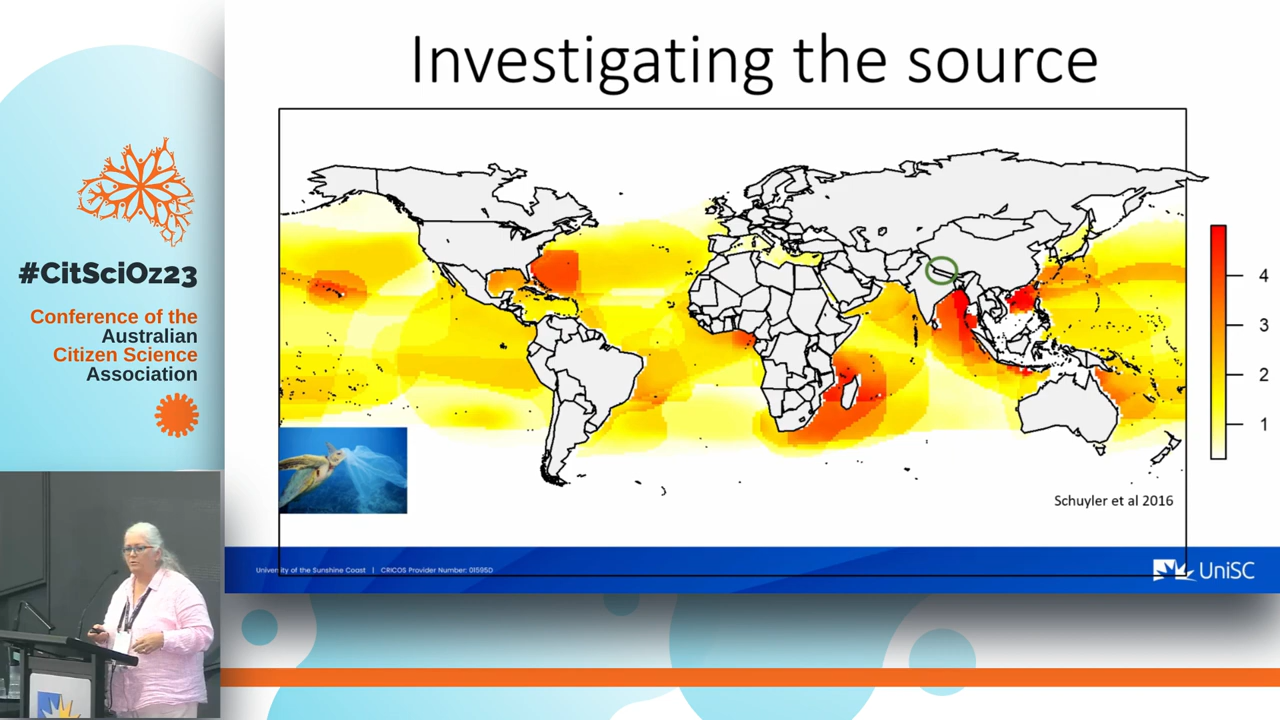 Investigating the source
#CitSciOz23
Conference of the
Australian
Citizen Science
Association
4
3
2
1
Schuyler et al 2016
University of the Sunshine Coast | CRICOS Provider Number: 01595D
UniSC